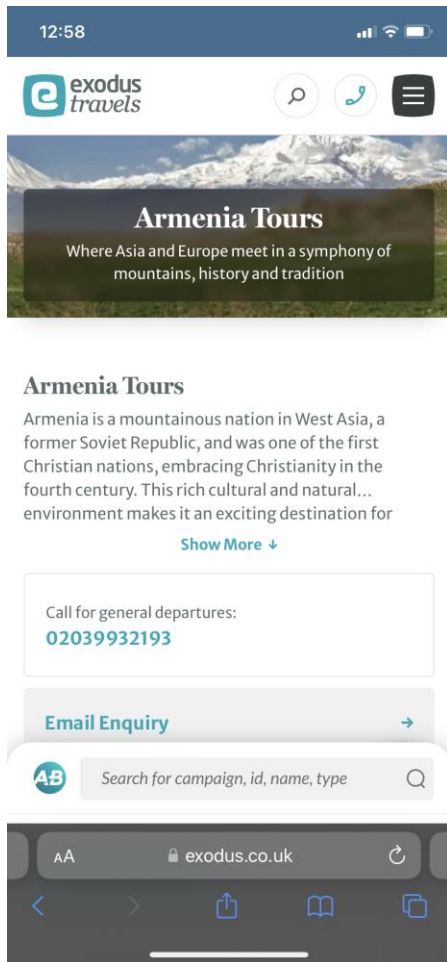 12:58
exodus
travels
Armenia Tours
Where Asia and Europe meet in a symphony of
mountains, history and tradition
Armenia Tours
Armenia is a mountainous nation in West Asia, a
former Soviet Republic, and was one of the first
Christian nations, embracing Christianity in the
fourth century. This rich cultural and natural…
environment makes it an exciting destination for
Show More ↓
Call for general departures:
02039932193
Email Enquiry →
AB
Search for campaign, id, name, type
AA exodus.co.uk